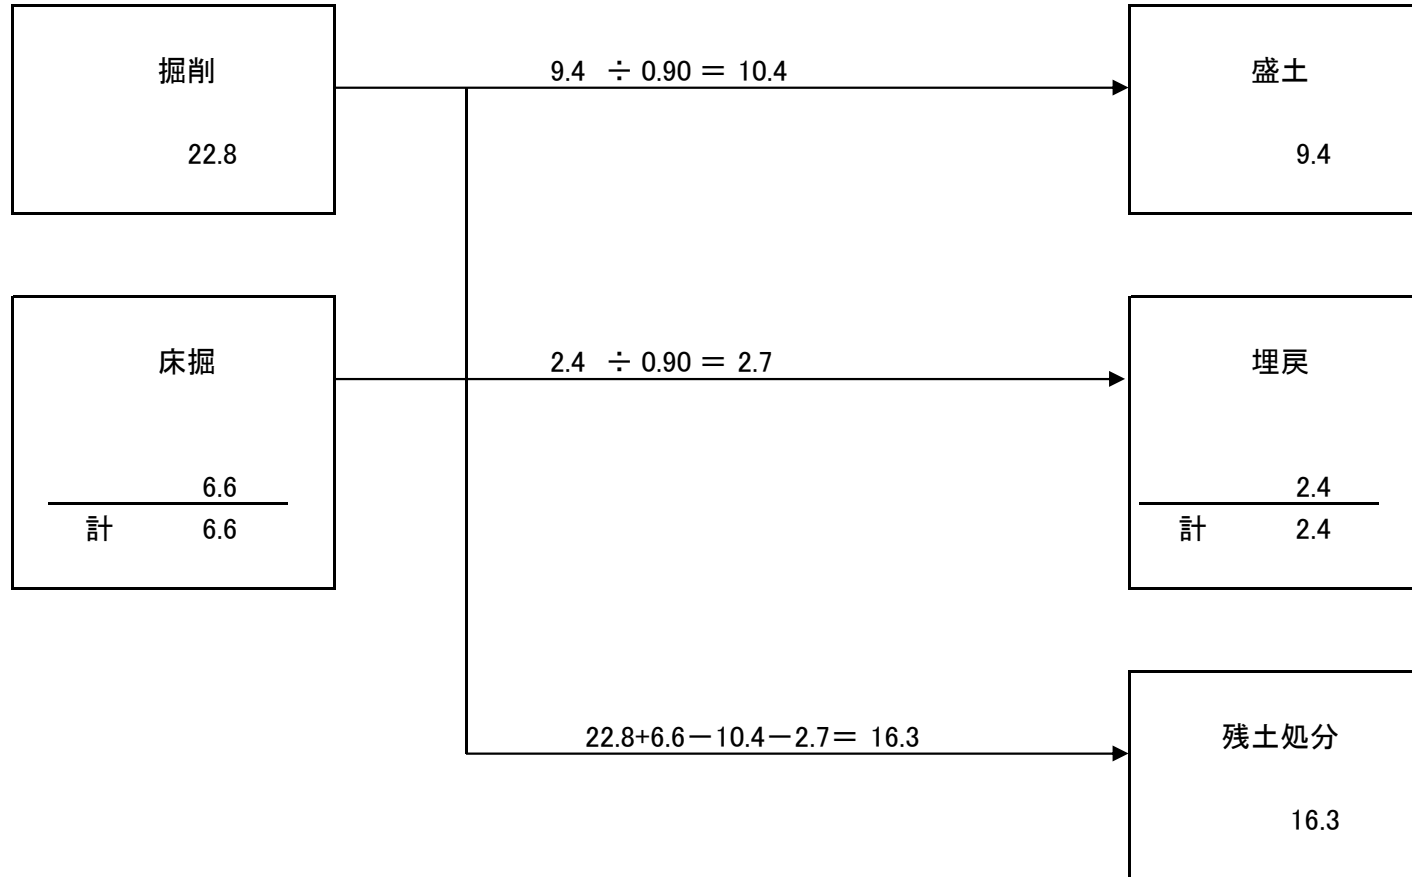 掘削
9.4 ÷ 0.90 = 10.4
盛土
22.8
9.4
床掘
2.4 ÷ 0.90 = 2.7
埋戻
6.6
計 6.6
2.4
計 2.4
22.8+6.6-10.4-2.7= 16.3
残土処分
16.3